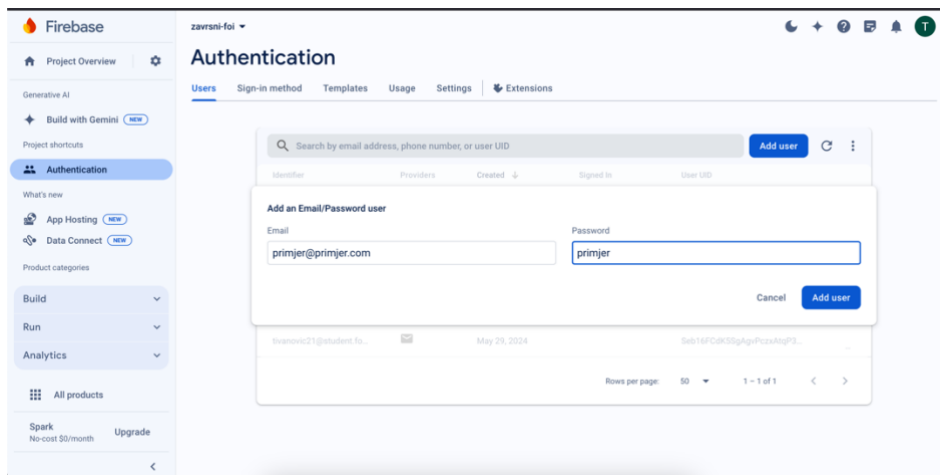 Firebase
zavrsni-foi
T
Project Overview
Authentication
Users Sign-in method Templates Usage Settings Extensions
Generative AI
Build with Gemini NEW
Project shortcuts
Authentication
What's new
App Hosting NEW
Data Connect NEW
Product categories
Build
Run
Analytics
All products
Spark
No-cost $0/month
Upgrade
Search by email address, phone number, or user UID
Add user
Identifier Providers Created Signed In User UID
Add an Email/Password user
Email Password
primjer@primjer.com primjer
Cancel Add user
tivanovic21@student.fo... May 29, 2024
Rows per page: 50 1 – 1 of 1